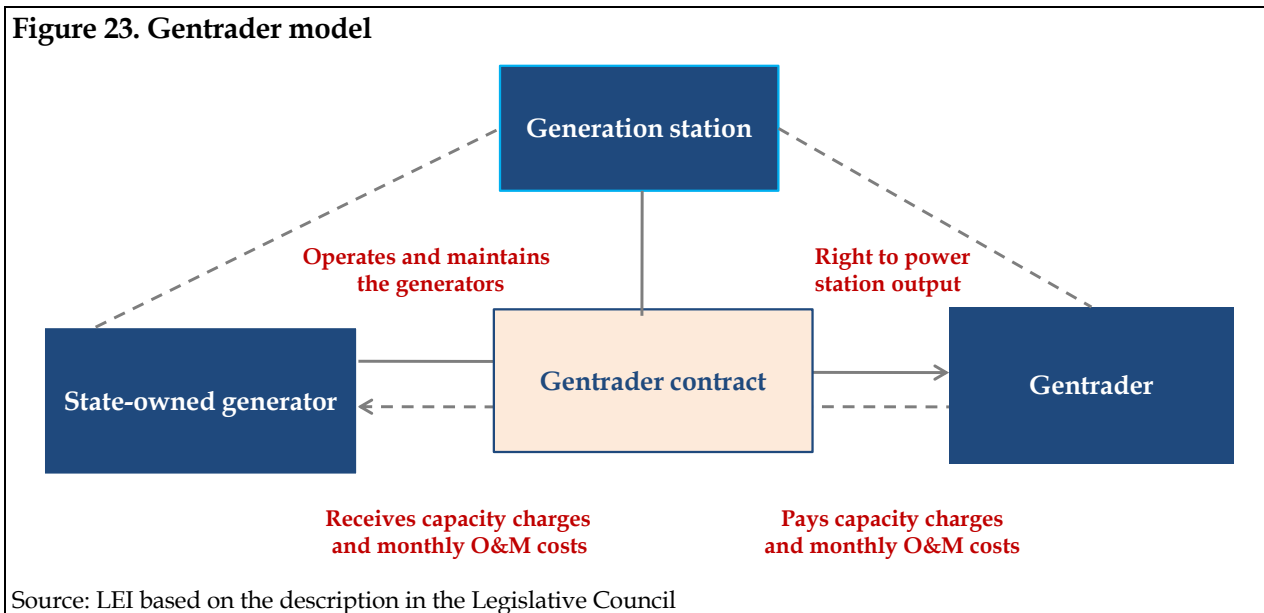 Figure 23. Gentrader model
Generation station
Operates and maintains
the generators
Right to power
station output
State-owned generator
Gentrader contract
Gentrader
Receives capacity charges
and monthly O&M costs
Pays capacity charges
and monthly O&M costs
Source: LEI based on the description in the Legislative Council